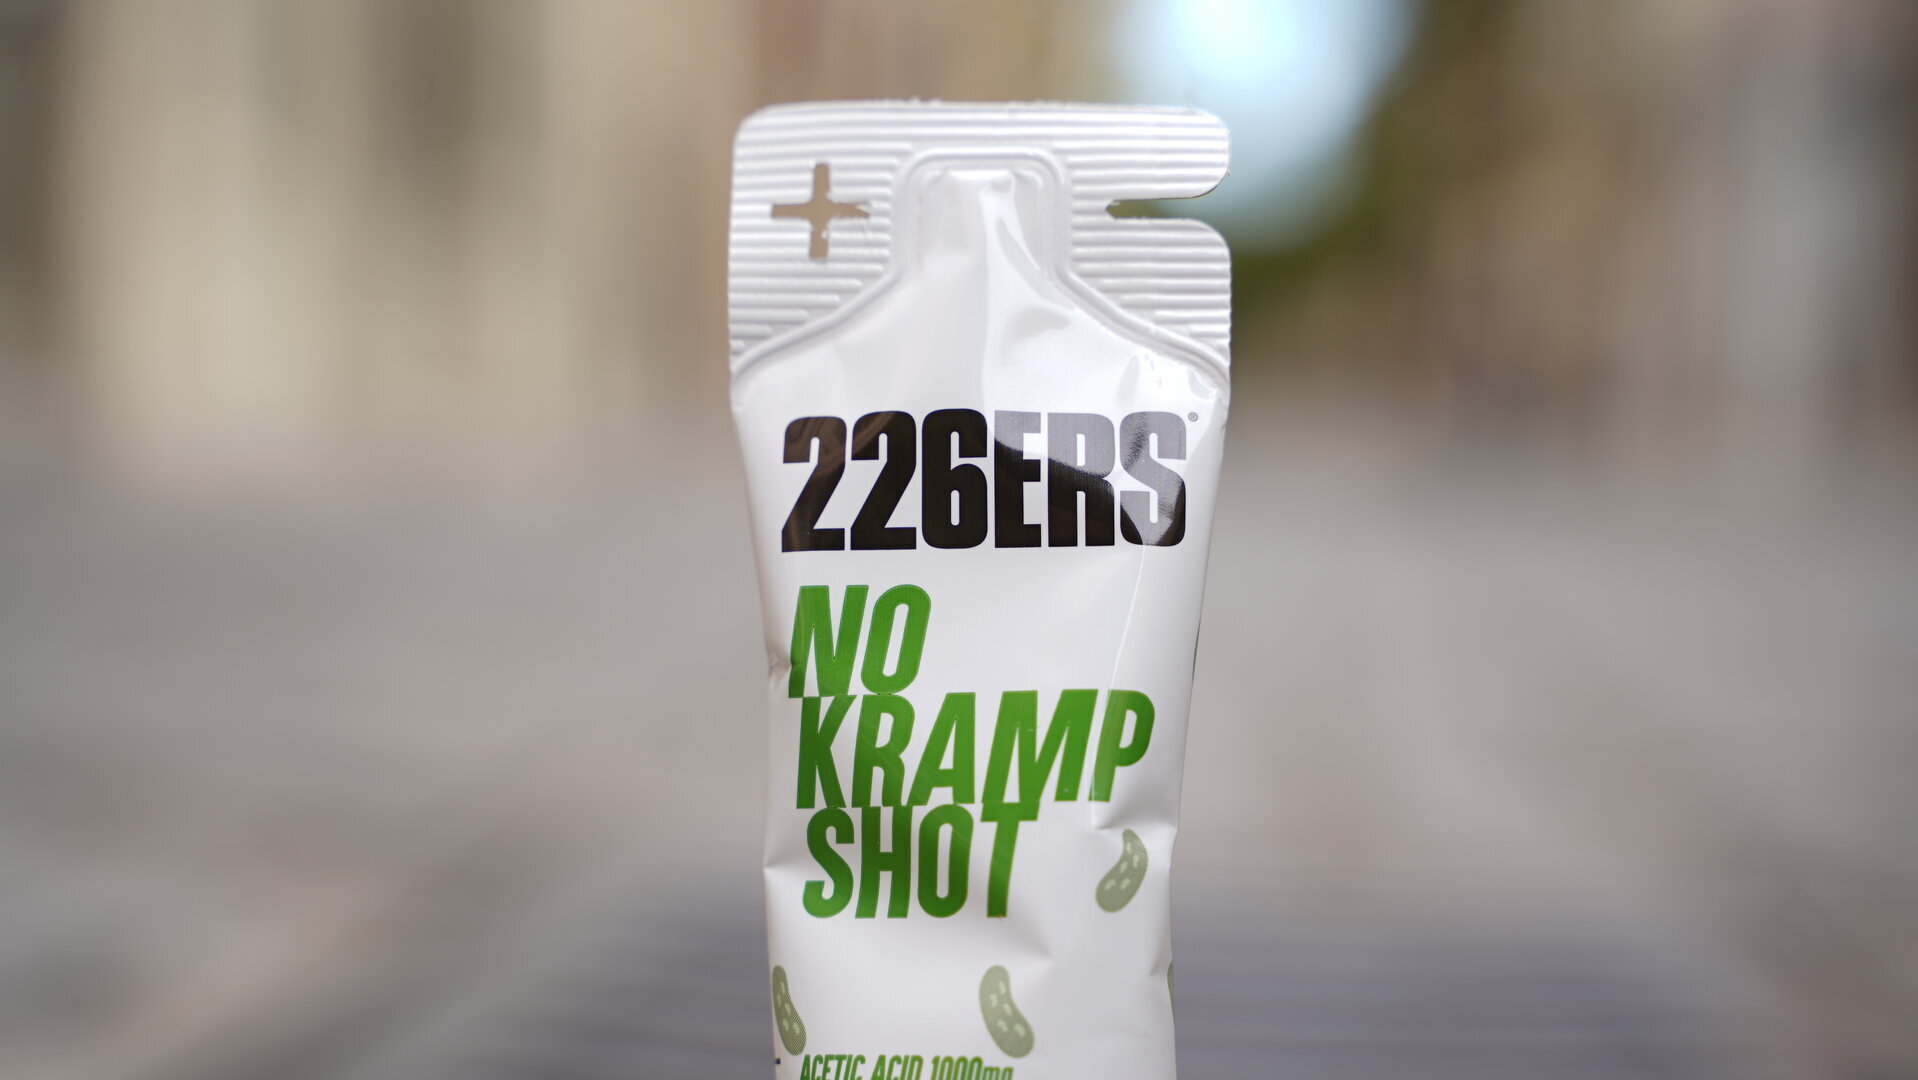 226ERS®
NO
KRAMP
SHOT
ACETIC ACID 1000mg